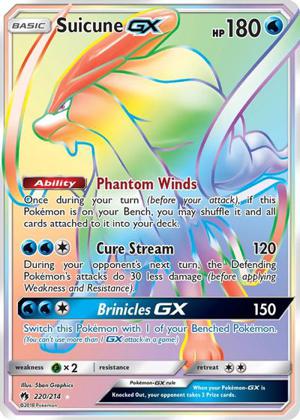 BASIC Suicune GX HP 180
Ability Phantom Winds
Once during your turn (before your attack), if this
Pokémon is on your Bench, you may shuffle it and all
cards attached to it into your deck.
Cure Stream 120
During your opponent's next turn, the Defending
Pokémon's attacks do 30 less damage (before applying
Weakness and Resistance).
Brinicles GX 150
Switch this Pokémon with 1 of your Benched Pokémon.
(You can't use more than 1 GX attack in a game.)
weakness ×2 resistance retreat
Illus. 5ban Graphics
220/214
©2018 Pokémon
Pokémon-GX rule
When your Pokémon-GX is
Knocked Out, your opponent takes 2 Prize cards.